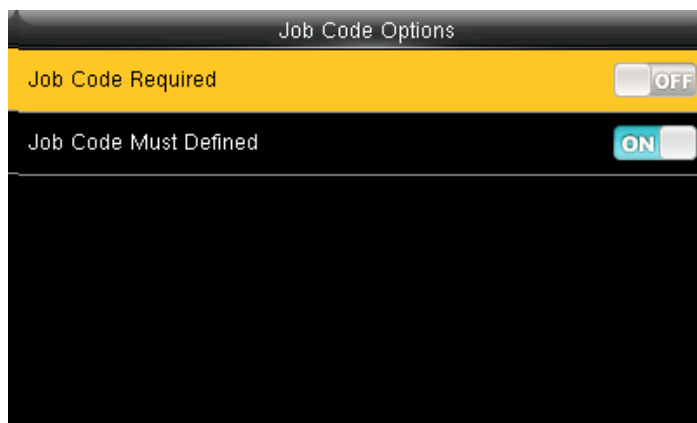 Job Code Options
Job Code Required OFF
Job Code Must Defined ON